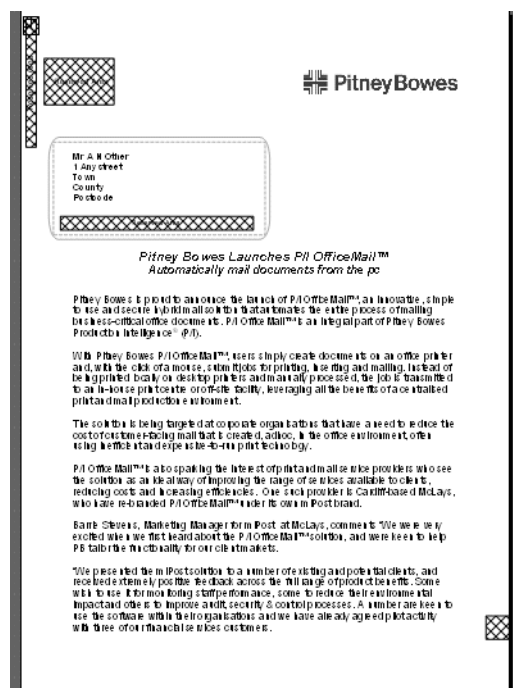 PitneyBowes
Mr A N Other
1 Anystreet
Town
County
Postcode
Pitney Bowes Launches P/I OfficeMail™
Automatically mail documents from the pc
Pitney Bowes is proud to announce the launch of P/I OfficeMail™, an innovative, simple
to use and secure hybrid mail solution that automates the entire process of mailing
business-critical office documents. P/I OfficeMail™ is an integral part of Pitney Bowes
Production Intelligence® (P/I).
With Pitney Bowes P/I OfficeMail™, users simply create documents on an office printer
and, with the click of a mouse, submit jobs for printing, inserting and mailing. Instead of
being printed locally on desktop printers and manually processed, the job is transmitted
to an in-house print centre or off-site facility, leveraging all the benefits of a centralised
print and mail production environment.
The solution is being targeted at corporate organisations that have a need to reduce the
cost of customer-facing mail that is created, adhoc, in the office environment, often
using inefficient and expensive-to-run print technology.
P/I OfficeMail™ is also sparking the interest of print and mail service providers who see
the solution as an ideal way of improving the range of services available to clients,
reducing costs and increasing efficiencies. One such provider is Cardiff-based McLays,
who have re-branded P/I OfficeMail™ under its own miPost brand.
Barrie Stevens, Marketing Manager for miPost at McLays, comments "We were very
excited when we first heard about the P/I OfficeMail™ solution, and were keen to help
PB tailor the functionality for our client markets.
"We presented the miPost solution to a number of existing and potential clients, and
received extremely positive feedback across the full range of product benefits. Some
wish to use it for monitoring staff performance, some to reduce their environmental
impact and others to improve audit, security & control processes. A number are keen to
use the software within their organisations and we have already agreed pilot activity
with three of our financial services customers.